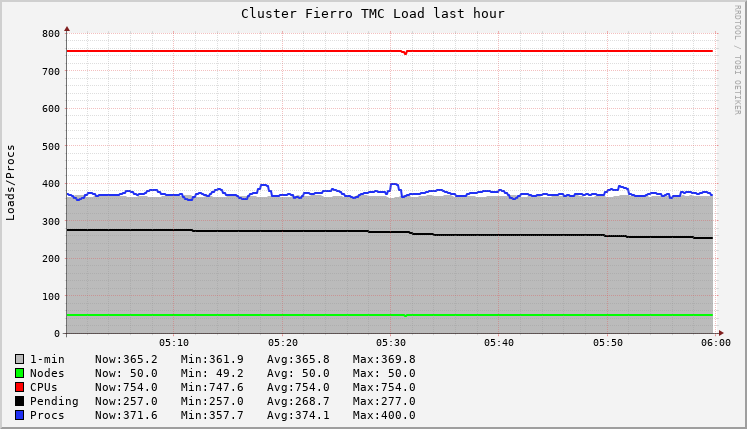 Cluster Fierro TMC Load last hour
RRDTOOL / TOBI OETIKER
Loads/Procs
800
700
600
500
400
300
200
100
0
05:10 05:20 05:30 05:40 05:50 06:00
1-min Now:365.2 Min:361.9 Avg:365.8 Max:369.8
Nodes Now: 50.0 Min: 49.2 Avg: 50.0 Max: 50.0
CPUs Now:754.0 Min:747.6 Avg:754.0 Max:754.0
Pending Now:257.0 Min:257.0 Avg:268.7 Max:277.0
Procs Now:371.6 Min:357.7 Avg:374.1 Max:400.0